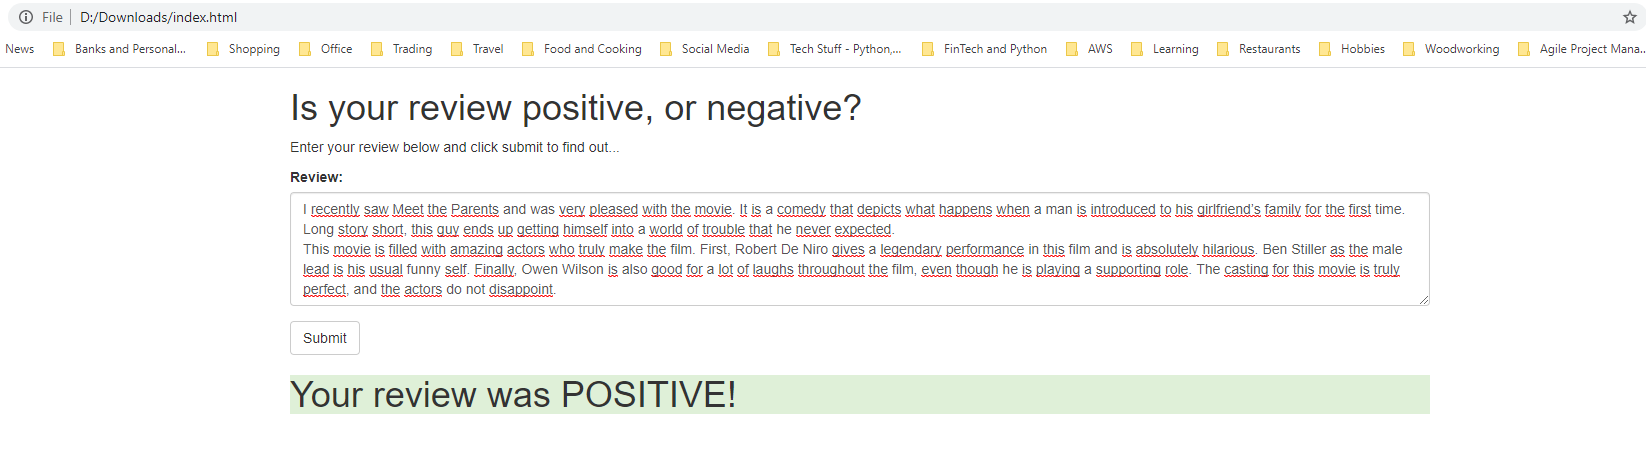 File D:/Downloads/index.html
News Banks and Personal... Shopping Office Trading Travel Food and Cooking Social Media Tech Stuff - Python,... FinTech and Python AWS Learning Restaurants Hobbies Woodworking Agile Project Mana...
Is your review positive, or negative?
Enter your review below and click submit to find out...
Review:
I recently saw Meet the Parents and was very pleased with the movie. It is a comedy that depicts what happens when a man is introduced to his girlfriend’s family for the first time.
Long story short, this guy ends up getting himself into a world of trouble that he never expected.
This movie is filled with amazing actors who truly make the film. First, Robert De Niro gives a legendary performance in this film and is absolutely hilarious. Ben Stiller as the male
lead is his usual funny self. Finally, Owen Wilson is also good for a lot of laughs throughout the film, even though he is playing a supporting role. The casting for this movie is truly
perfect, and the actors do not disappoint.
Submit
Your review was POSITIVE!